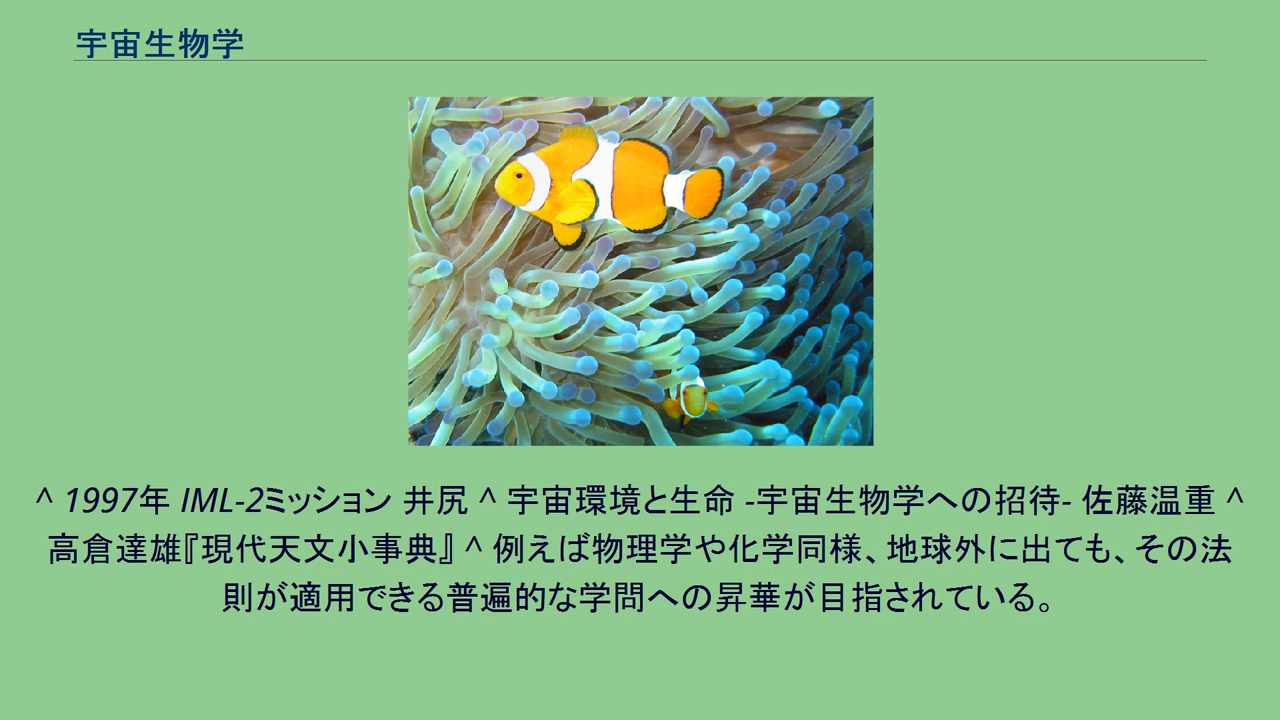 宇宙生物学
^ 1997年 IML-2ミッション 井尻 ^ 宇宙環境と生命 -宇宙生物学への招待- 佐藤温重 ^
高倉達雄『現代天文小事典』 ^ 例えば物理学や化学同様、地球外に出ても、その法
則が適用できる普遍的な学問への昇華が目指されている。